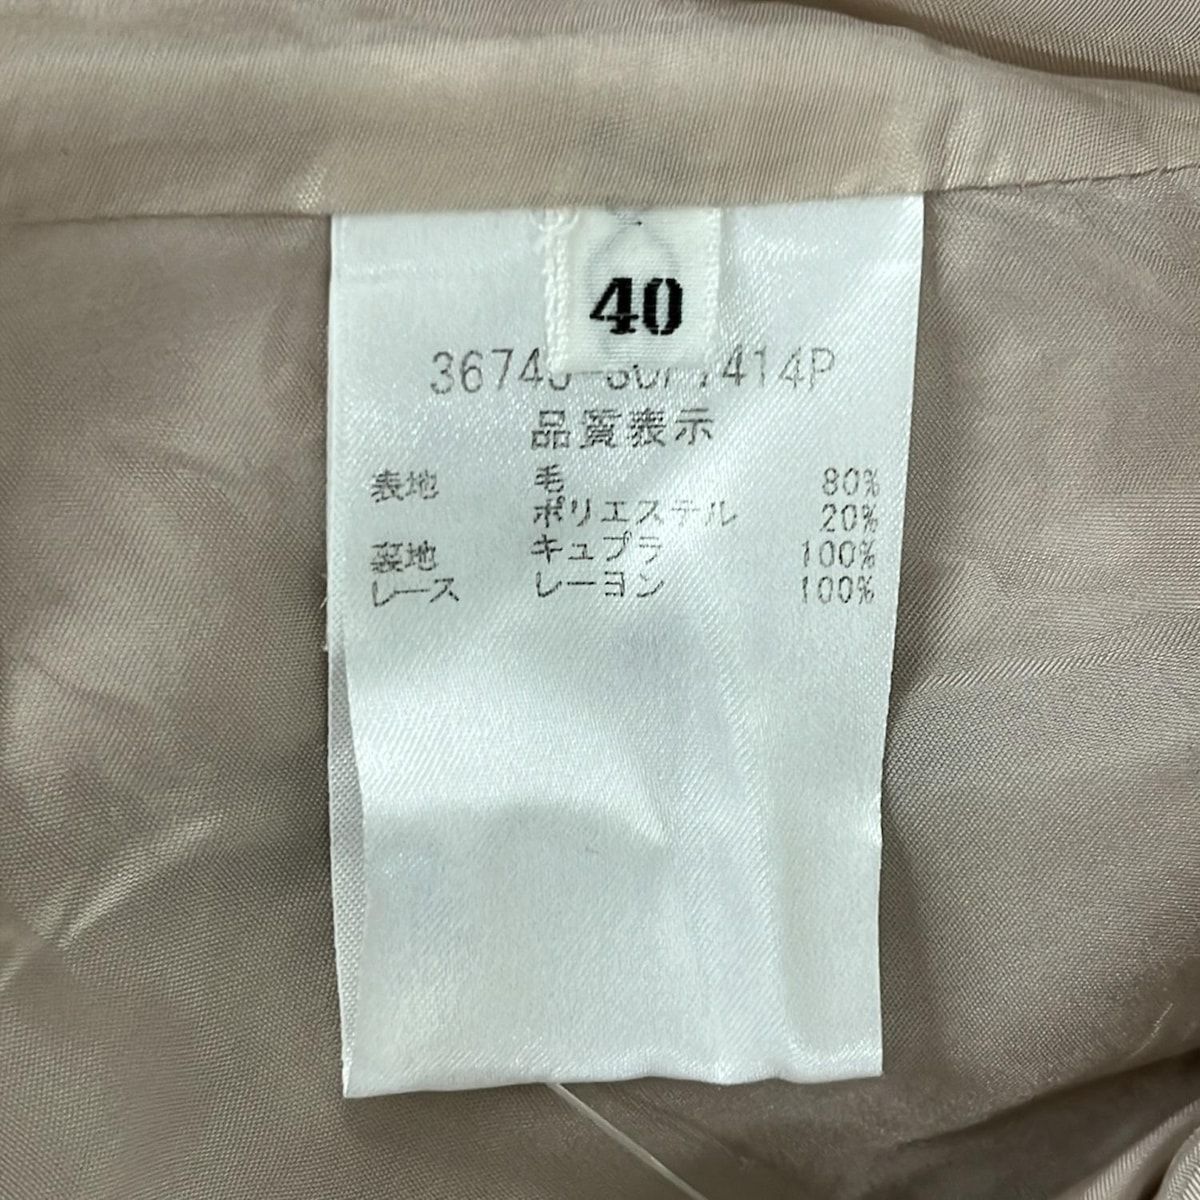 40
品質表示
表地 毛 80%
ポリエステル 20%
裏地 キュプラ 100%
レース レーヨン 100%